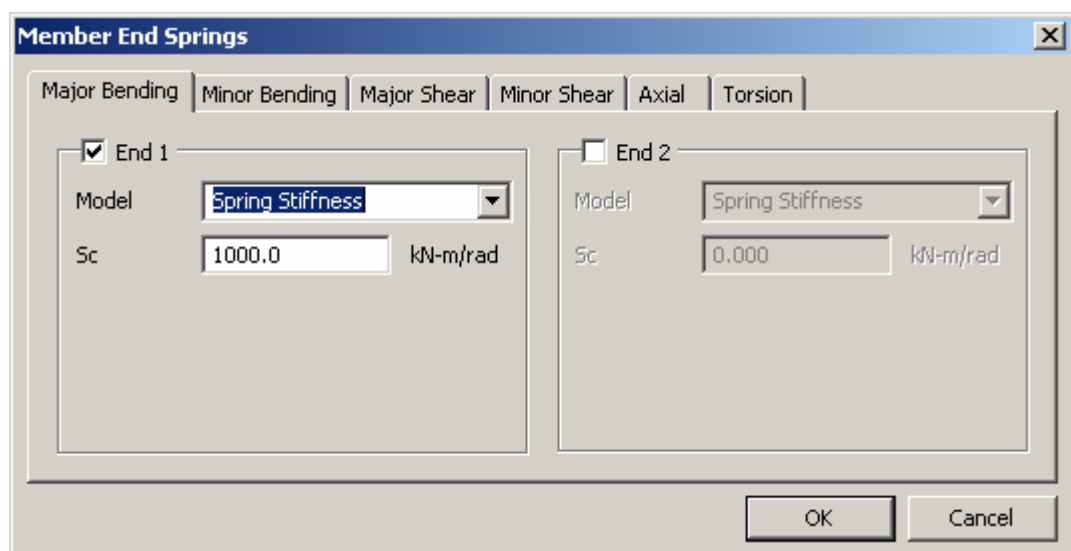 Member End Springs
Major Bending Minor Bending Major Shear Minor Shear Axial Torsion
End 1 End 2
Model Spring Stiffness Model Spring Stiffness
Sc 1000.0 kN-m/rad Sc 0.000 kN-m/rad
OK Cancel